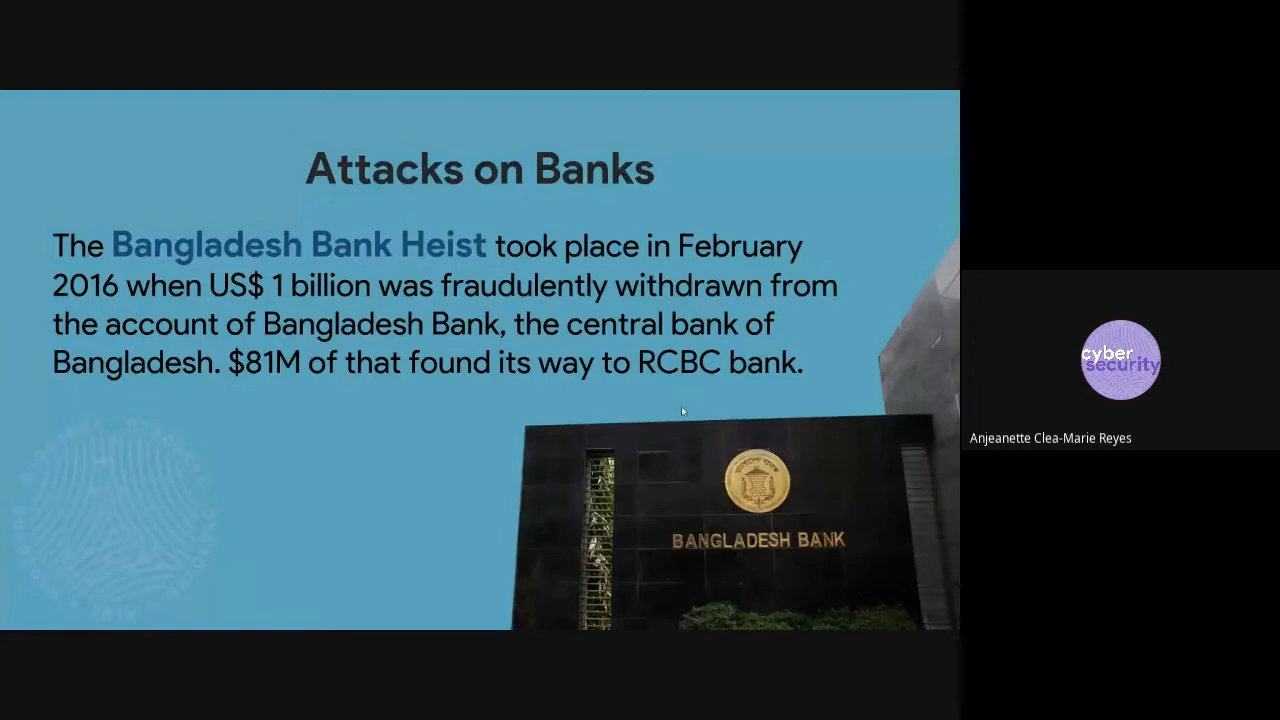 Attacks on Banks
The Bangladesh Bank Heist took place in February
2016 when US$ 1 billion was fraudulently withdrawn from
the account of Bangladesh Bank, the central bank of
Bangladesh. $81M of that found its way to RCBC bank.
BANGLADESH BANK
cyber
security
Anjeanette Clea-Marie Reyes